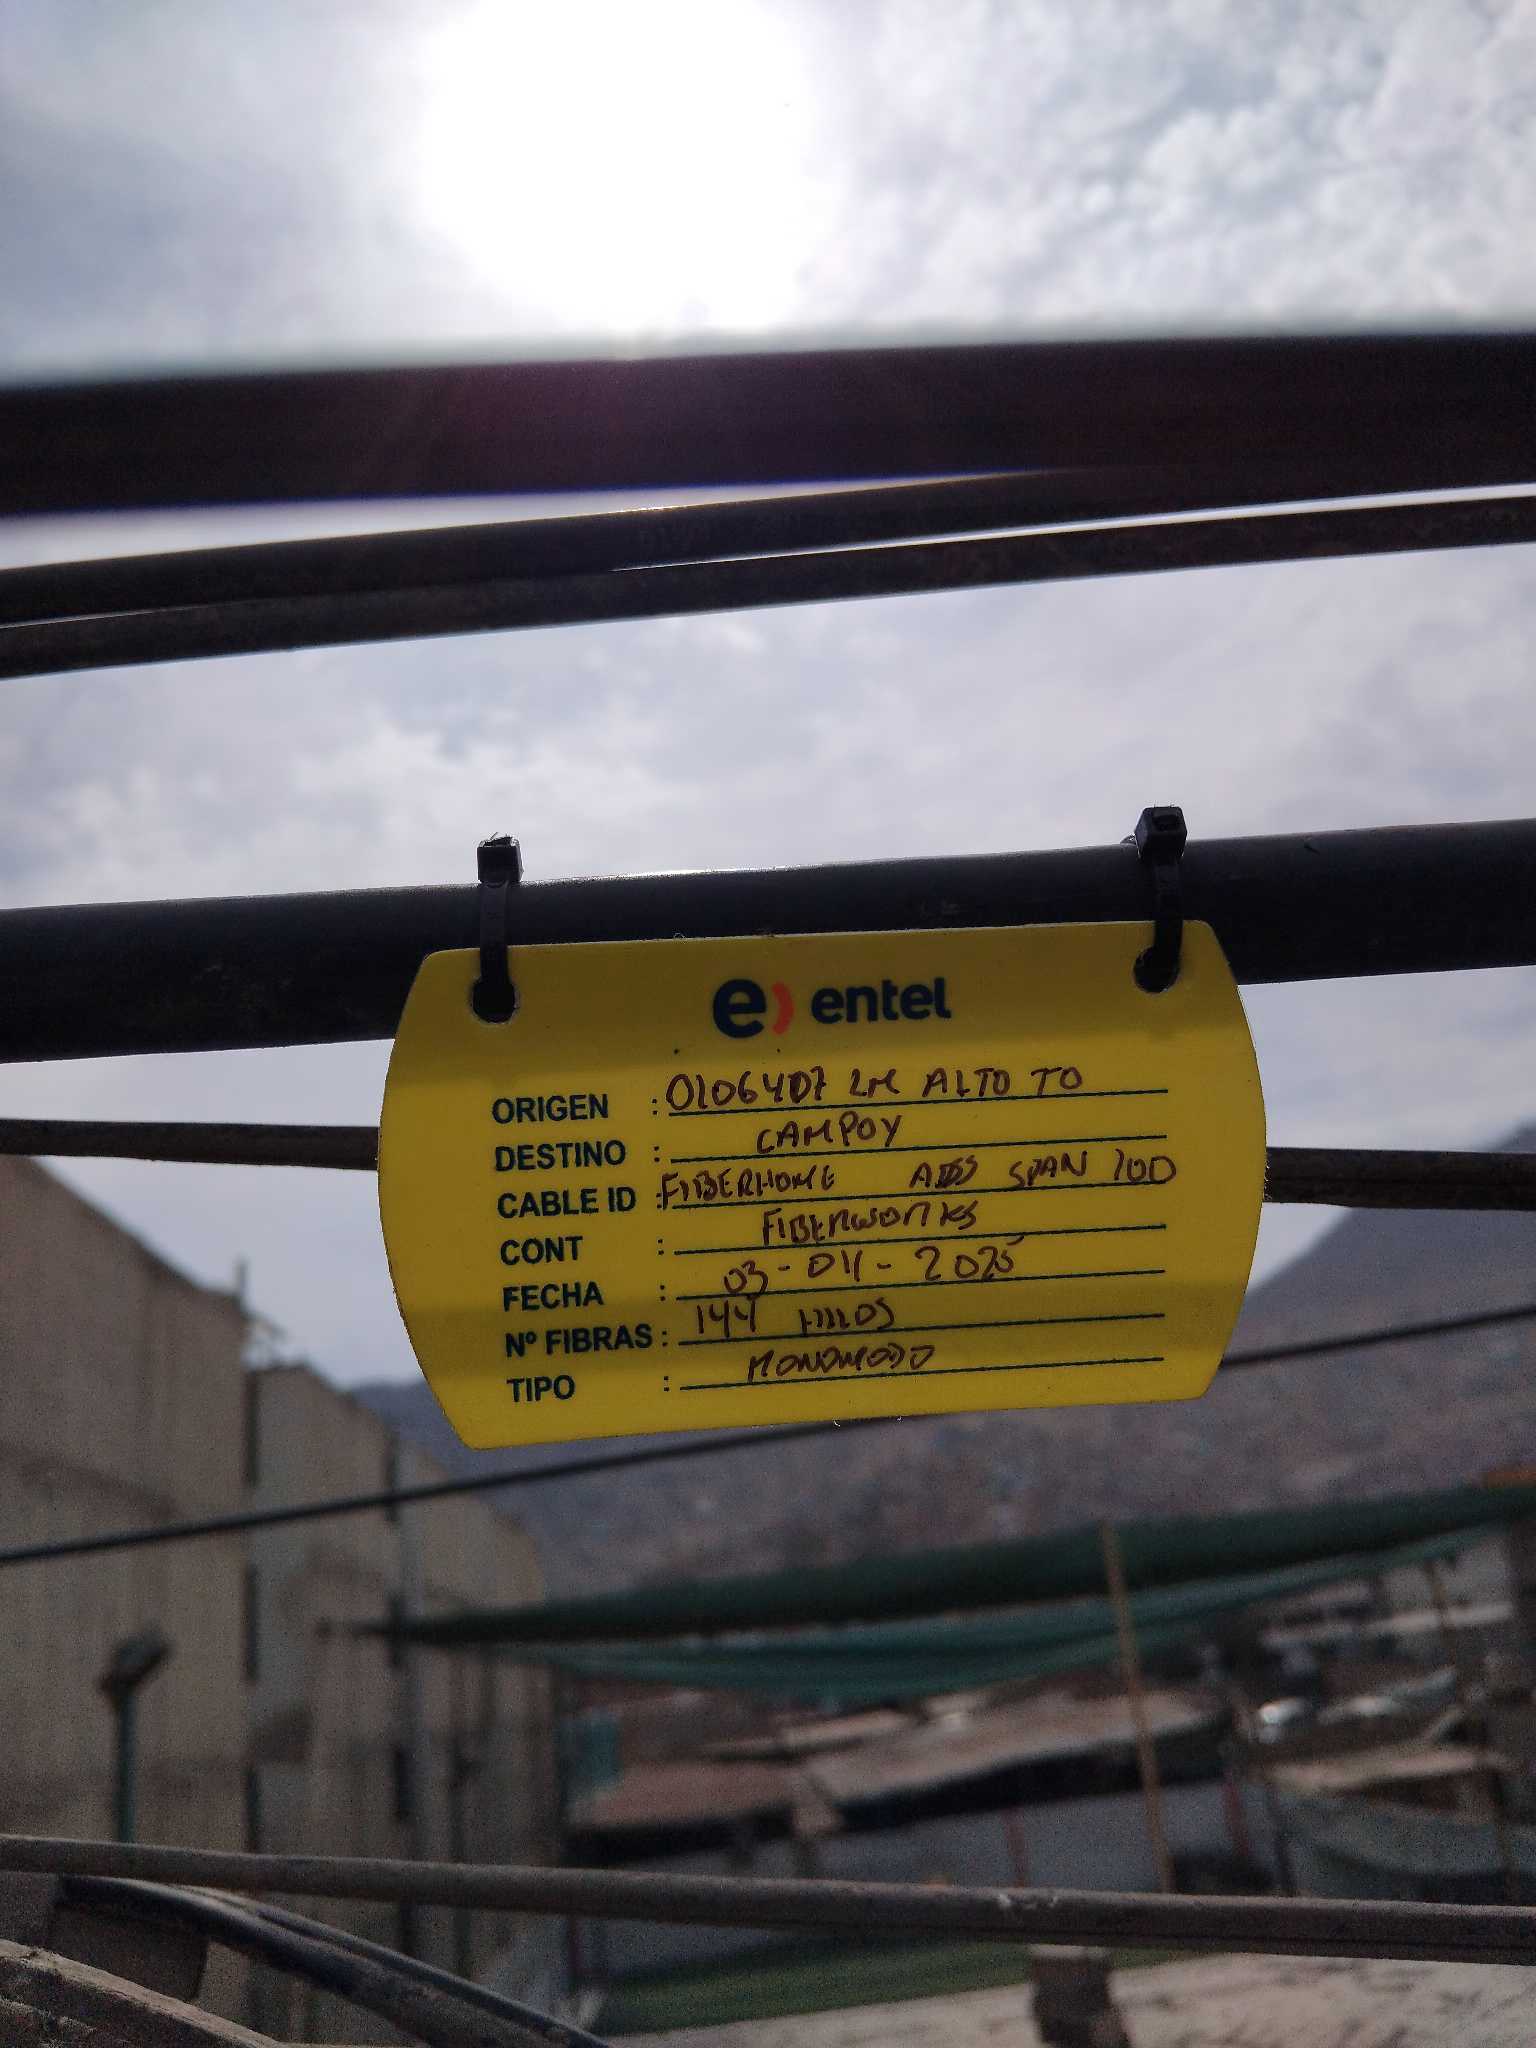 e) entel
ORIGEN : 0106407 LM ALTO TO
DESTINO : CAMPOY
CABLE ID : FIBERHOME ADSS SPAN 100
CONT : FIBERWORKS
FECHA : 03-04-2025
Nº FIBRAS : 144 HILOS
TIPO : MONOMODO